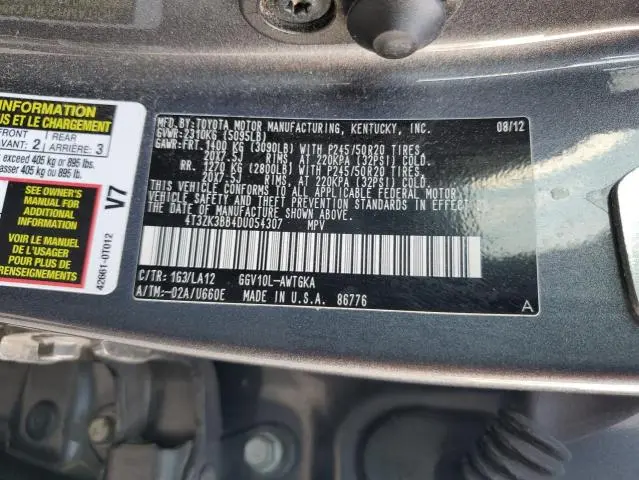 INFORMATION
US ET LE CHARGEMENT
FRONT
AVANT: 2
REAR
ARRIÈRE: 3
exceed 405 kg or 895 lbs.
passer 405 kg ou 895 lb.
SEE OWNER'S
MANUAL FOR
ADDITIONAL
INFORMATION
VOIR LE MANUEL
DE L'USAGER
POUR PLUS DE
V7
42661-0T012
MFD.BY: TOYOTA MOTOR MANUFACTURING, KENTUCKY, INC. 08/12
GVWR:2310KG (5095LB)
GAWR:FRT.1400 KG (3090LB) WITH P245/50R20 TIRES
20X7.5J RIMS, AT 220KPA (32PSI) COLD.
RR. 1270 KG (2800LB) WITH P245/50R20 TIRES
20X7.5J RIMS, AT 220KPA (32PSI) COLD.
THIS VEHICLE CONFORMS TO ALL APPLICABLE FEDERAL MOTOR
VEHICLE SAFETY AND THEFT PREVENTION STANDARDS IN EFFECT ON
THE DATE OF MANUFACTURE SHOWN ABOVE.
4T3ZK3BB4DU054307 MPV
C/TR: 1G3/LA12 GGV10L-AWTGKA
A/TM:-02A/U660E MADE IN U.S.A. 86776
A